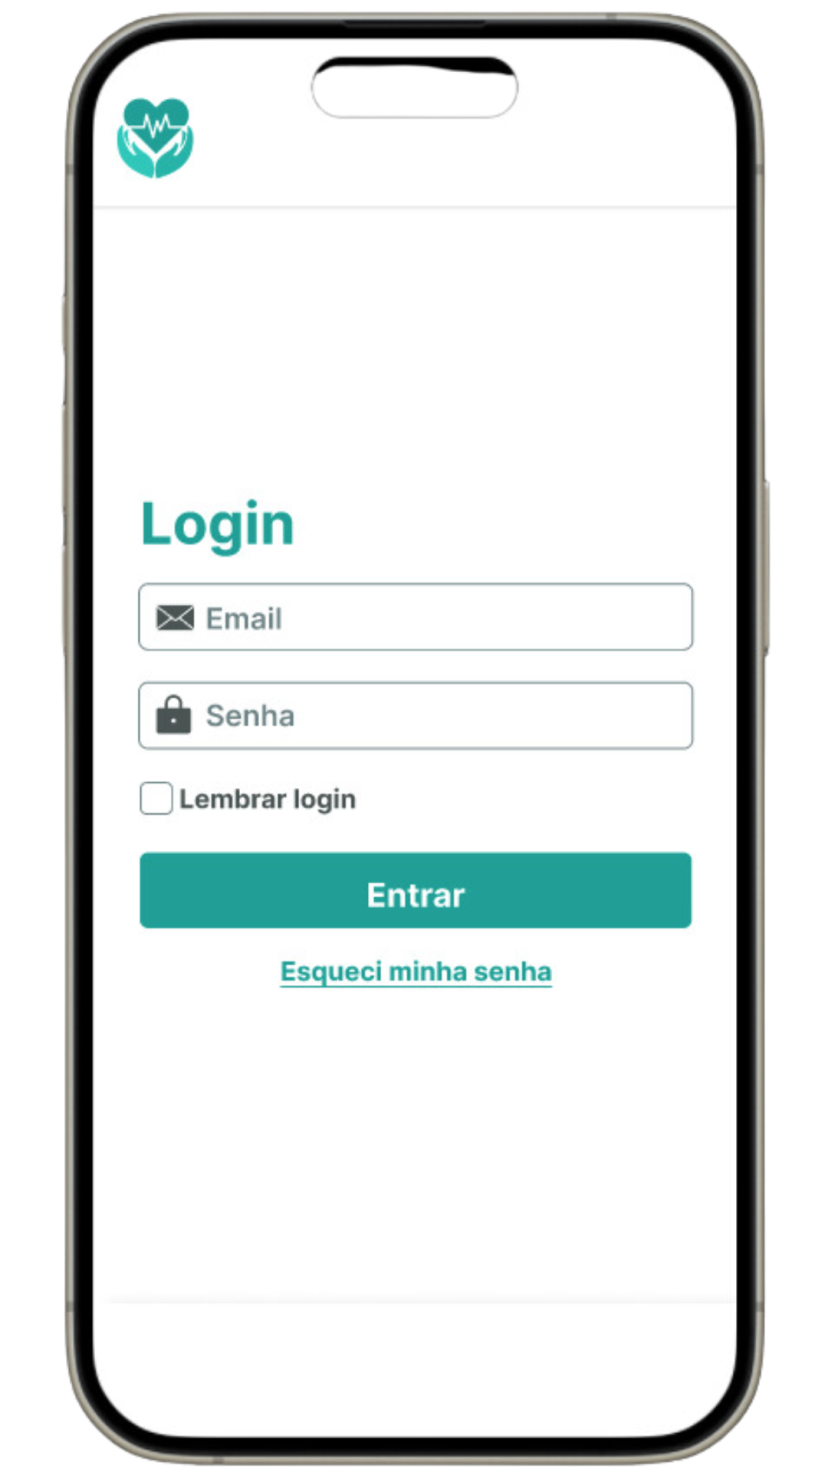 Login
Email
Senha
Lembrar login
Entrar
Esqueci minha senha